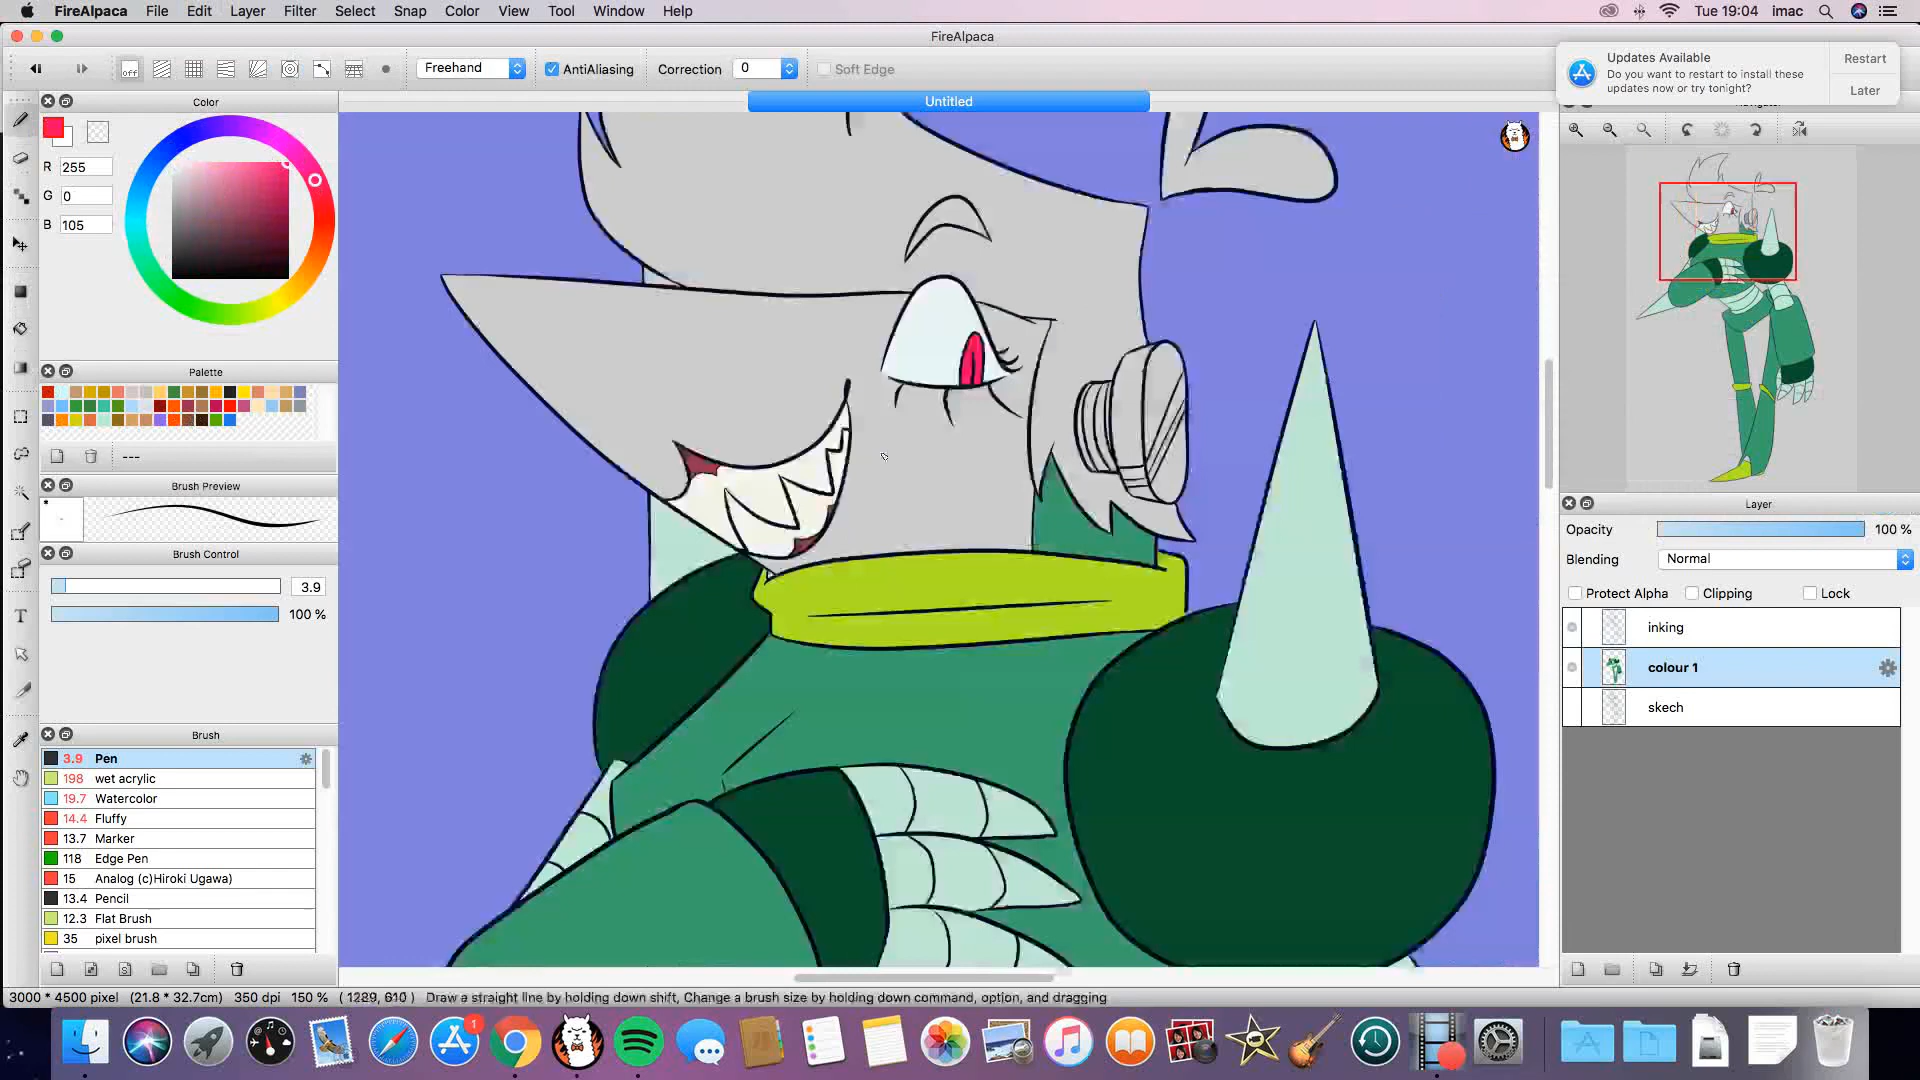 FireAlpaca File Edit Layer Filter Select Snap Color View Tool Window Help Tue 19:04 imac
FireAlpaca
Off Freehand AntiAliasing Correction 0 Soft Edge
Updates Available
Do you want to restart to install these
updates now or try tonight?
Restart
Later
Untitled
Color
R 255
G 0
B 105
Palette
---
Brush Preview
*
Brush Control
3.9
100 %
Brush
3.9 Pen
198 wet acrylic
19.7 Watercolor
14.4 Fluffy
13.7 Marker
118 Edge Pen
15 Analog (c)Hiroki Ugawa)
13.4 Pencil
12.3 Flat Brush
35 pixel brush
T
Layer
Opacity 100 %
Blending Normal
Protect Alpha Clipping Lock
inking
colour 1
skech
3000 * 4500 pixel (21.8 * 32.7cm) 350 dpi 150 % ( 1289, 610 ) Draw a straight line by holding down shift, Change a brush size by holding down command, option, and dragging
1